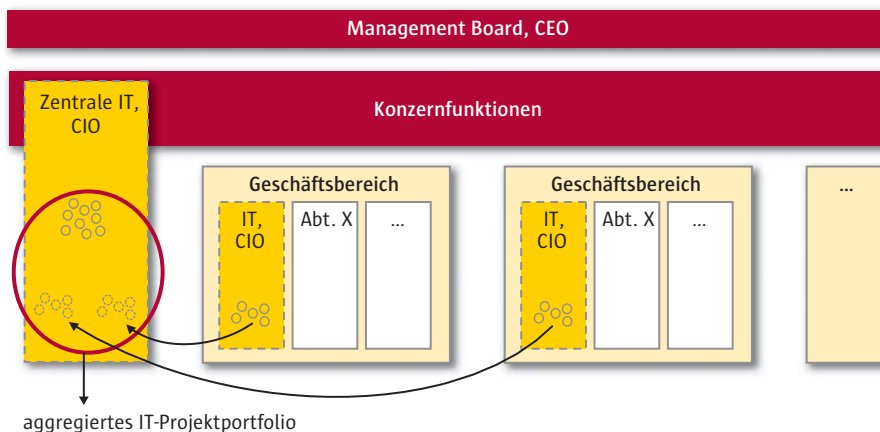 Management Board, CEO
Konzernfunktionen
Zentrale IT,
CIO
Geschäftsbereich
IT,
CIO
Abt. X
...
Geschäftsbereich
IT,
CIO
Abt. X
...
...
aggregiertes IT-Projektportfolio